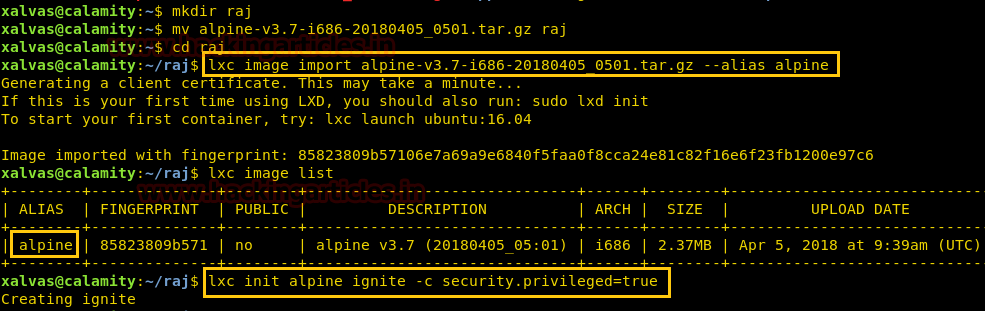 xalvas@calamity:~$ mkdir raj
xalvas@calamity:~$ mv alpine-v3.7-i686-20180405_0501.tar.gz raj
xalvas@calamity:~$ cd raj
www.hackingarticles.in
xalvas@calamity:~/raj$ lxc image import alpine-v3.7-i686-20180405_0501.tar.gz --alias alpine
Generating a client certificate. This may take a minute...
If this is your first time using LXD, you should also run: sudo lxd init
To start your first container, try: lxc launch ubuntu:16.04
Image imported with fingerprint: 85823809b57106e7a69a9e6840f5faa0f8cca24e81c82f16e6f23fb1200e97c6
xalvas@calamity:~/raj$ lxc image list
www.hackingarticles.in
| ALIAS | FINGERPRINT | PUBLIC | DESCRIPTION | ARCH | SIZE | UPLOAD DATE
| alpine | 85823809b571 | no | alpine v3.7 (20180405_05:01) | i686 | 2.37MB | Apr 5, 2018 at 9:39am (UTC)
xalvas@calamity:~/raj$ lxc init alpine ignite -c security.privileged=true
Creating ignite